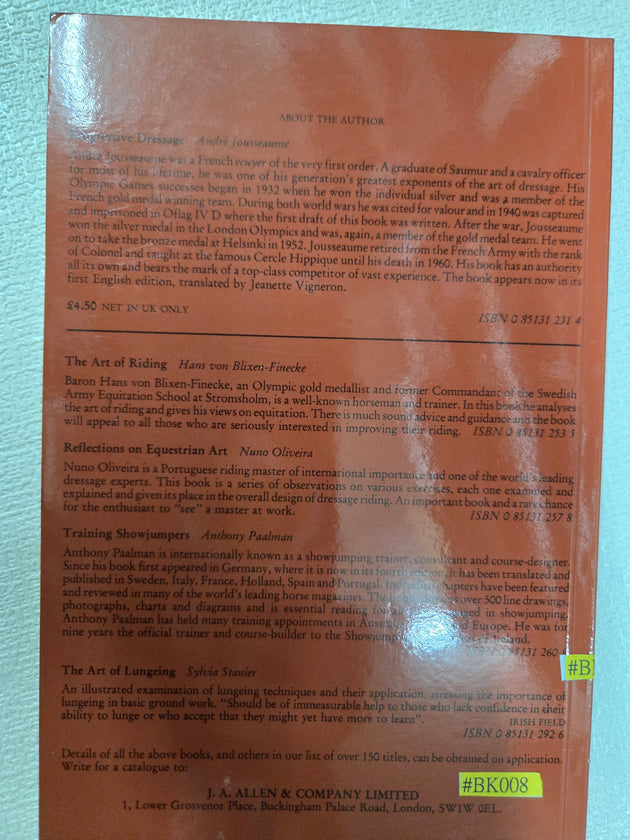 ABOUT THE AUTHOR
Progressive Dressage André Jousseaume
André Jousseaume was a French ecuyer of the very first order. A graduate of Saumur and a cavalry officer
for most of his lifetime, he was one of his generation's greatest exponents of the art of dressage. His
Olympic Games successes began in 1932 when he won the individual silver and was a member of the
French gold medal winning team. During both world wars he was cited for valour and in 1940 was captured
and imprisoned in Oflag IV D where the first draft of this book was written. After the war, Jousseaume
won the silver medal in the London Olympics and was, again, a member of the gold medal team. He went
on to take the bronze medal at Helsinki in 1952. Jousseaume retired from the French Army with the rank
of Colonel and taught at the famous Cercle Hippique until his death in 1960. His book has an authority
all its own and bears the mark of a top-class competitor of vast experience. The book appears now in its
first English edition, translated by Jeanette Vigneron.
£4.50 NET IN UK ONLY
ISBN 0 85131 231 4
The Art of Riding Hans von Blixen-Finecke
Baron Hans von Blixen-Finecke, an Olympic gold medallist and former Commandant of the Swedish
Army Equitation School at Stromsholm, is a well-known horseman and trainer. In this book he analyses
the art of riding and gives his views on equitation. There is much sound advice and guidance and the book
will appeal to all those who are seriously interested in improving their riding. ISBN 0 85131 253 5
Reflections on Equestrian Art Nuno Oliveira
Nuno Oliveira is a Portuguese riding master of international importance and one of the world's leading
dressage experts. This book is a series of observations on various exercises, each one examined and
explained and given its place in the overall design of dressage riding. An important book and a rare chance
for the enthusiast to "see" a master at work. ISBN 0 85131 257 8
Training Showjumpers Anthony Paalman
Anthony Paalman is internationally known as a showjumping trainer, consultant and course-designer.
Since his book first appeared in Germany, where it is now in its fourth edition, it has been translated and
published in Sweden, Italy, France, Holland, Spain and Portugal. chapters have been featured
and reviewed in many of the world's leading horse magazines. The over 500 line drawings,
photographs, charts and diagrams and is essential reading for in showjumping.
Anthony Paalman has held many training appointments in Europe. He was for
nine years the official trainer and course-builder to the
85131 260
#B
The Art of Lungeing Sylvia Stanier
An illustrated examination of lungeing techniques and their application, stressing the importance of
lungeing in basic ground work. "Should be of immeasurable help to those who lack confidence in their
ability to lunge or who accept that they might yet have more to learn". IRISH FIELD
ISBN 0 85131 292 6
Details of all the above books, and others in our list of over 150 titles, can be obtained on application.
Write for a catalogue to:
#BK008
J. A. ALLEN & COMPANY LIMITED
1, Lower Grosvenor Place, Buckingham Palace Road, London, SW1W 0EL.